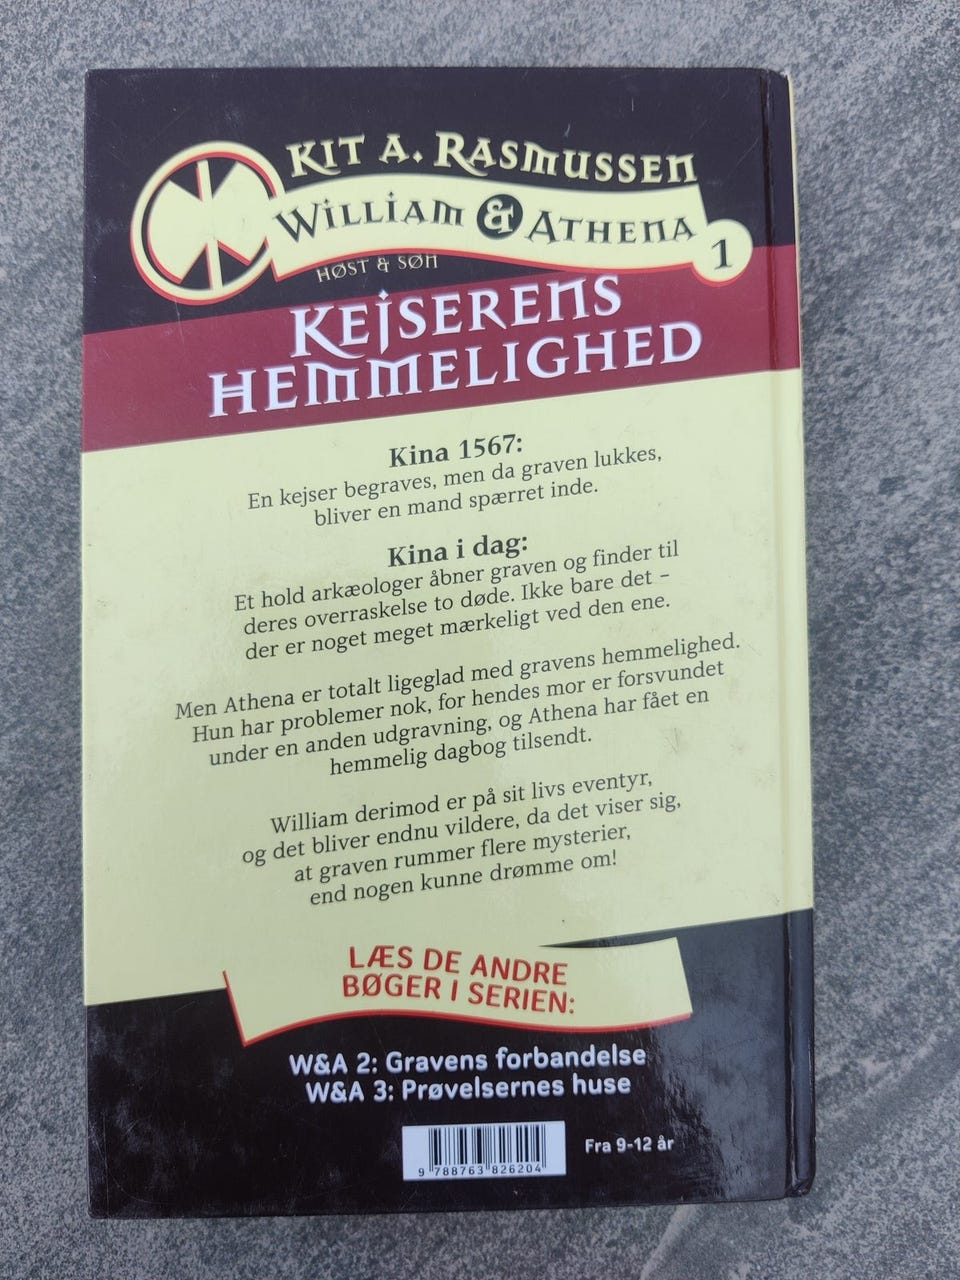 KIT A. RASMUSSEN
WILLIAM & ATHENA
1
HØST & SØN
KEJSERENS
HEMMELIGHED
Kina 1567:
En kejser begraves, men da graven lukkes,
bliver en mand spærret inde.
Kina i dag:
Et hold arkæologer åbner graven og finder til
deres overraskelse to døde. Ikke bare det –
der er noget meget mærkeligt ved den ene.
Men Athena er totalt ligeglad med gravens hemmelighed.
Hun har problemer nok, for hendes mor er forsvundet
under en anden udgravning, og Athena har fået en
hemmelig dagbog tilsendt.
William derimod er på sit livs eventyr,
og det bliver endnu vildere, da det viser sig,
at graven rummer flere mysterier,
end nogen kunne drømme om!
LÆS DE ANDRE
BØGER I SERIEN:
W&A 2: Gravens forbandelse
W&A 3: Prøvelsernes huse
Fra 9-12 år
9 788763 826204